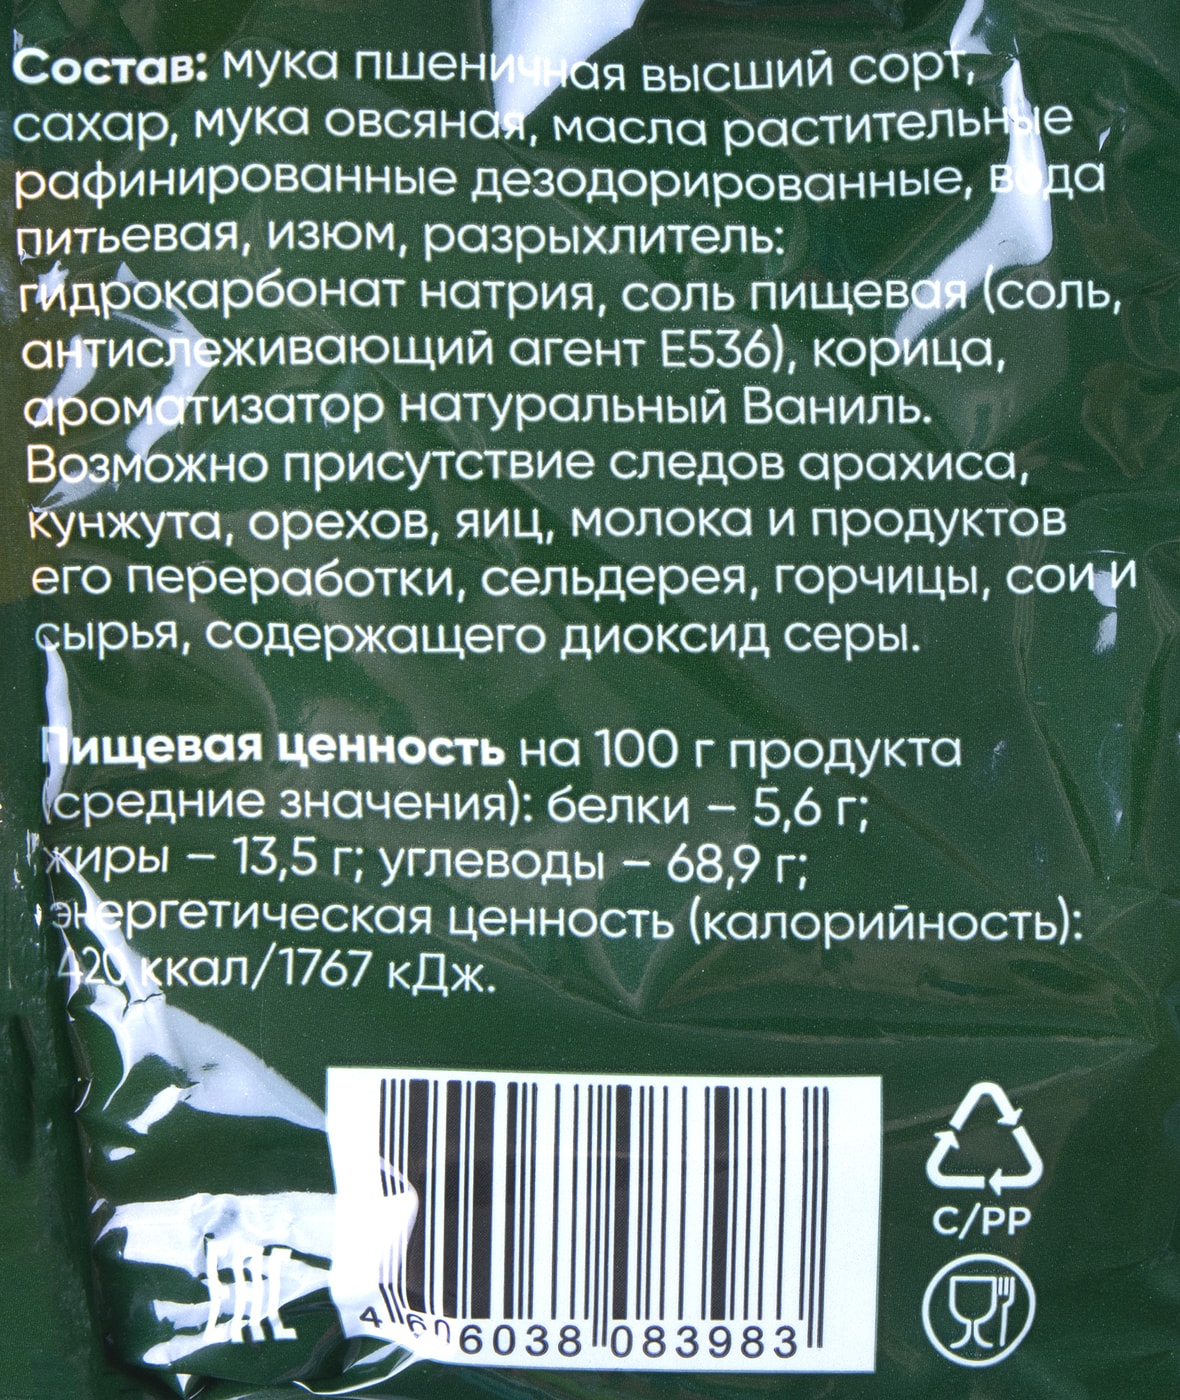 Состав: мука пшеничная высший сорт,
сахар, мука овсяная, масла растительные
рафинированные дезодорированные, вода
питьевая, изюм, разрыхлитель:
гидрокарбонат натрия, соль пищевая (соль,
антислеживающий агент Е536), корица,
ароматизатор натуральный Ваниль.
Возможно присутствие следов арахиса,
кунжута, орехов, яиц, молока и продуктов
его переработки, сельдерея, горчицы, сои и
сырья, содержащего диоксид серы.
Пищевая ценность на 100 г продукта
(средние значения): белки – 5,6 г;
жиры – 13,5 г; углеводы – 68,9 г;
энергетическая ценность (калорийность):
420 ккал/1767 кДж.
C/PP
EAC
4 606038 083983